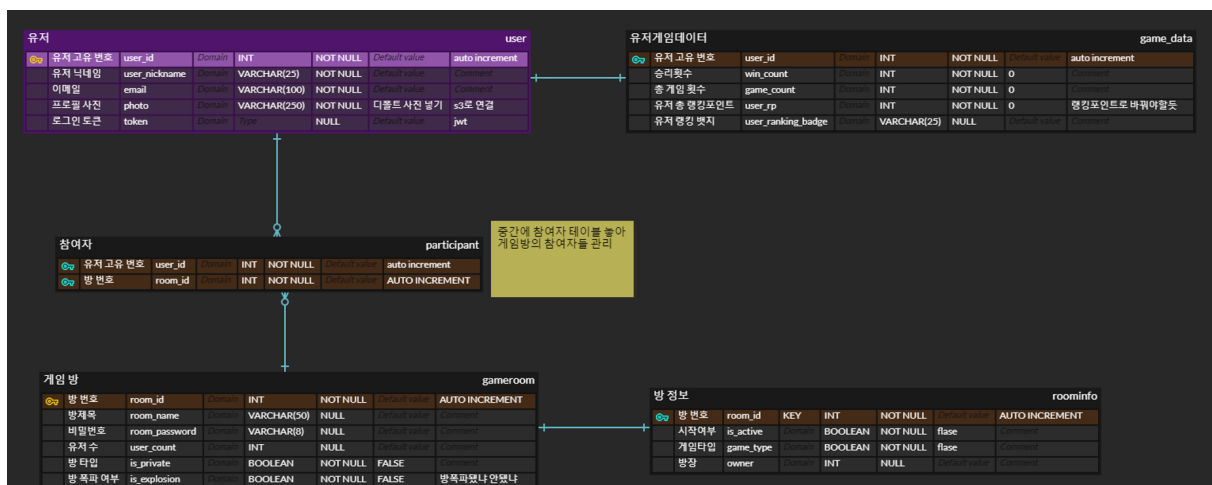 유저 user
유저 고유 번호 user_id Domain INT NOT NULL Default value auto increment
유저 닉네임 user_nickname Domain VARCHAR(25) NOT NULL Default value Comment
이메일 email Domain VARCHAR(100) NOT NULL Default value Comment
프로필 사진 photo Domain VARCHAR(250) NOT NULL 디폴트 사진 넣기 s3로 연결
로그인 토큰 token Domain Type NULL Default value jwt
유저게임데이터 game_data
유저 고유 번호 user_id Domain INT NOT NULL Default value auto increment
승리횟수 win_count Domain INT NOT NULL 0 Comment
총 게임 횟수 game_count Domain INT NOT NULL 0 Comment
유저 총 랭킹포인트 user_rp Domain INT NOT NULL 0 랭킹포인트로 바꿔야할듯
유저 랭킹 뱃지 user_ranking_badge Domain VARCHAR(25) NULL Default value Comment
중간에 참여자 테이블 놓아
게임방의 참여자들 관리
참여자 participant
유저 고유 번호 user_id Domain INT NOT NULL Default value auto increment
방 번호 room_id Domain INT NOT NULL Default value AUTO INCREMENT
게임 방 gameroom
방 번호 room_id Domain INT NOT NULL Default value AUTO INCREMENT
방제목 room_name Domain VARCHAR(50) NULL Default value Comment
비밀번호 room_password Domain VARCHAR(8) NULL Default value Comment
유저 수 user_count Domain INT NULL Default value Comment
방 타입 is_private Domain BOOLEAN NOT NULL FALSE Comment
방 폭파 여부 is_explosion Domain BOOLEAN NOT NULL FALSE 방폭파됐냐 안됐냐
방 정보 roominfo
방 번호 room_id KEY INT NOT NULL Default value AUTO INCREMENT
시작여부 is_active Domain BOOLEAN NOT NULL flase Comment
게임타입 game_type Domain BOOLEAN NOT NULL flase Comment
방장 owner Domain INT NULL Default value Comment